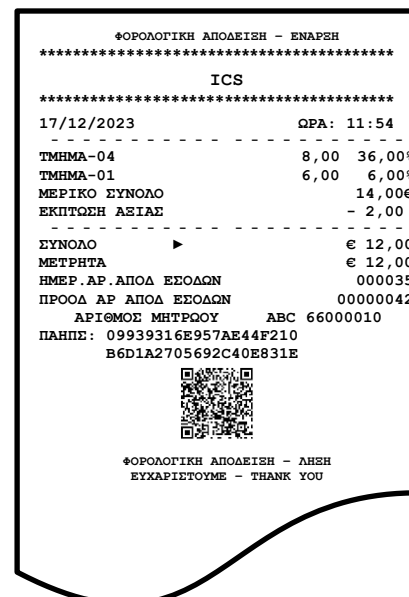 ΦΟΡΟΛΟΓΙΚΗ ΑΠΟΔΕΙΞΗ – ΕΝΑΡΞΗ
*******************************************
ICS
*******************************************
17/12/2023 ΩΡΑ: 11:54
- - - - - - - - - - - - - - - - - - - - - -
ΤΜΗΜΑ-04 8,00 36,00%
ΤΜΗΜΑ-01 6,00 6,00%
ΜΕΡΙΚΟ ΣΥΝΟΛΟ 14,00€
ΕΚΠΤΩΣΗ ΑΞΙΑΣ - 2,00
- - - - - - - - - - - - - - - - - - - - - -
ΣΥΝΟΛΟ ► € 12,00
ΜΕΤΡΗΤΑ € 12,00
ΗΜΕΡ.ΑΡ.ΑΠΟΔ ΕΣΟΔΩΝ 000035
ΠΡΟΟΔ ΑΡ ΑΠΟΔ ΕΣΟΔΩΝ 00000042
ΑΡΙΘΜΟΣ ΜΗΤΡΩΟΥ ABC 66000010
ΠΑΗΠΣ: 09939316E957AE44F210
B6D1A2705692C40E831E
ΦΟΡΟΛΟΓΙΚΗ ΑΠΟΔΕΙΞΗ – ΛΗΞΗ
ΕΥΧΑΡΙΣΤΟΥΜΕ – THANK YOU